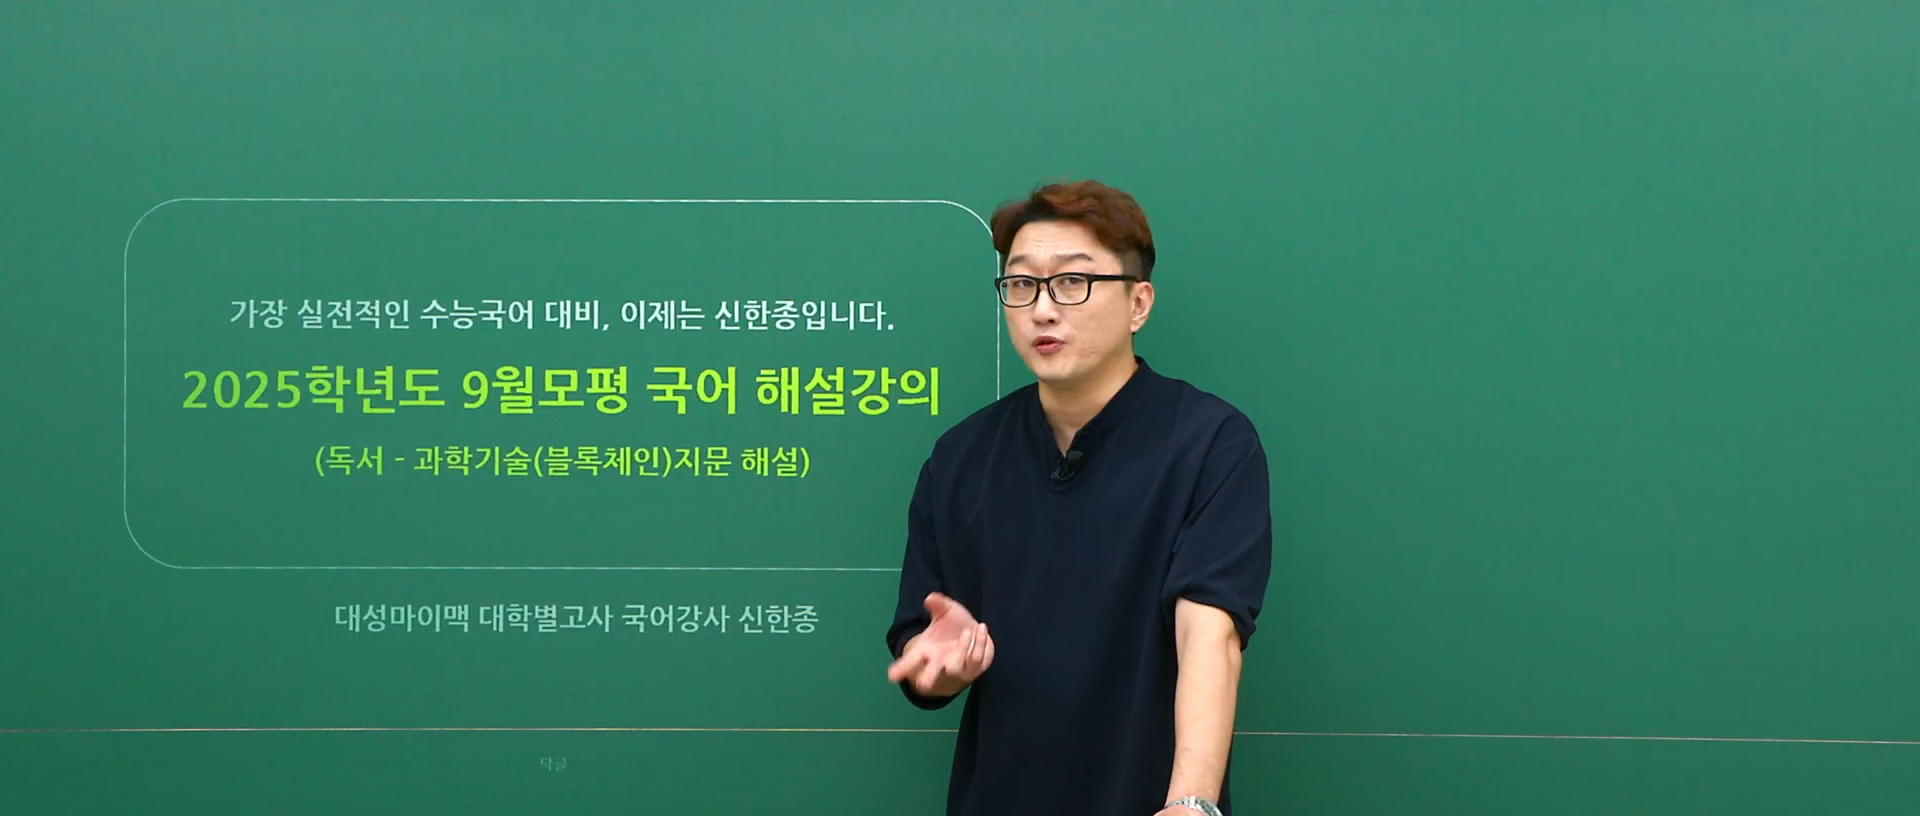 가장 실전적인 수능국어 대비, 이제는 신한종입니다.
2025학년도 9월모평 국어 해설강의
(독서 - 과학기술(블록체인)지문 해설)
대성마이맥 대학별고사 국어강사 신한종